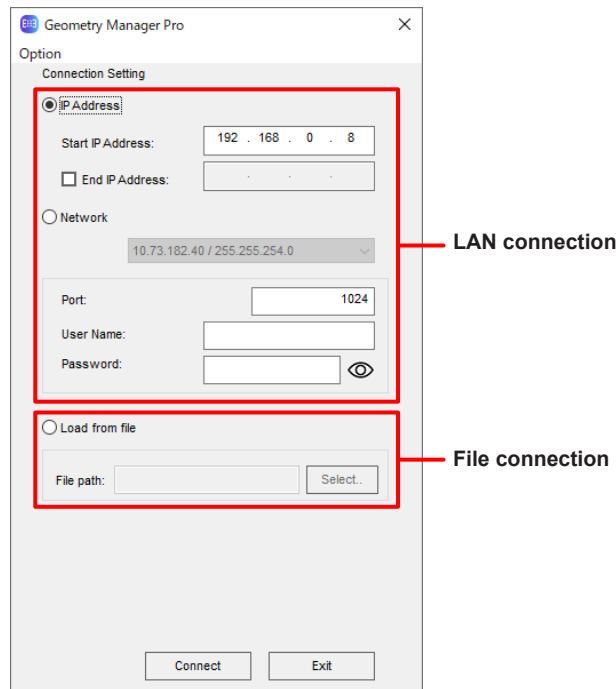 Geometry Manager Pro
Option
Connection Setting
IP Address
Start IP Address: 192 . 168 . 0 . 8
End IP Address: . . .
Network
10.73.182.40 / 255.255.254.0
LAN connection
Port: 1024
User Name:
Password:
Load from file
File connection
File path: Select..
Connect Exit